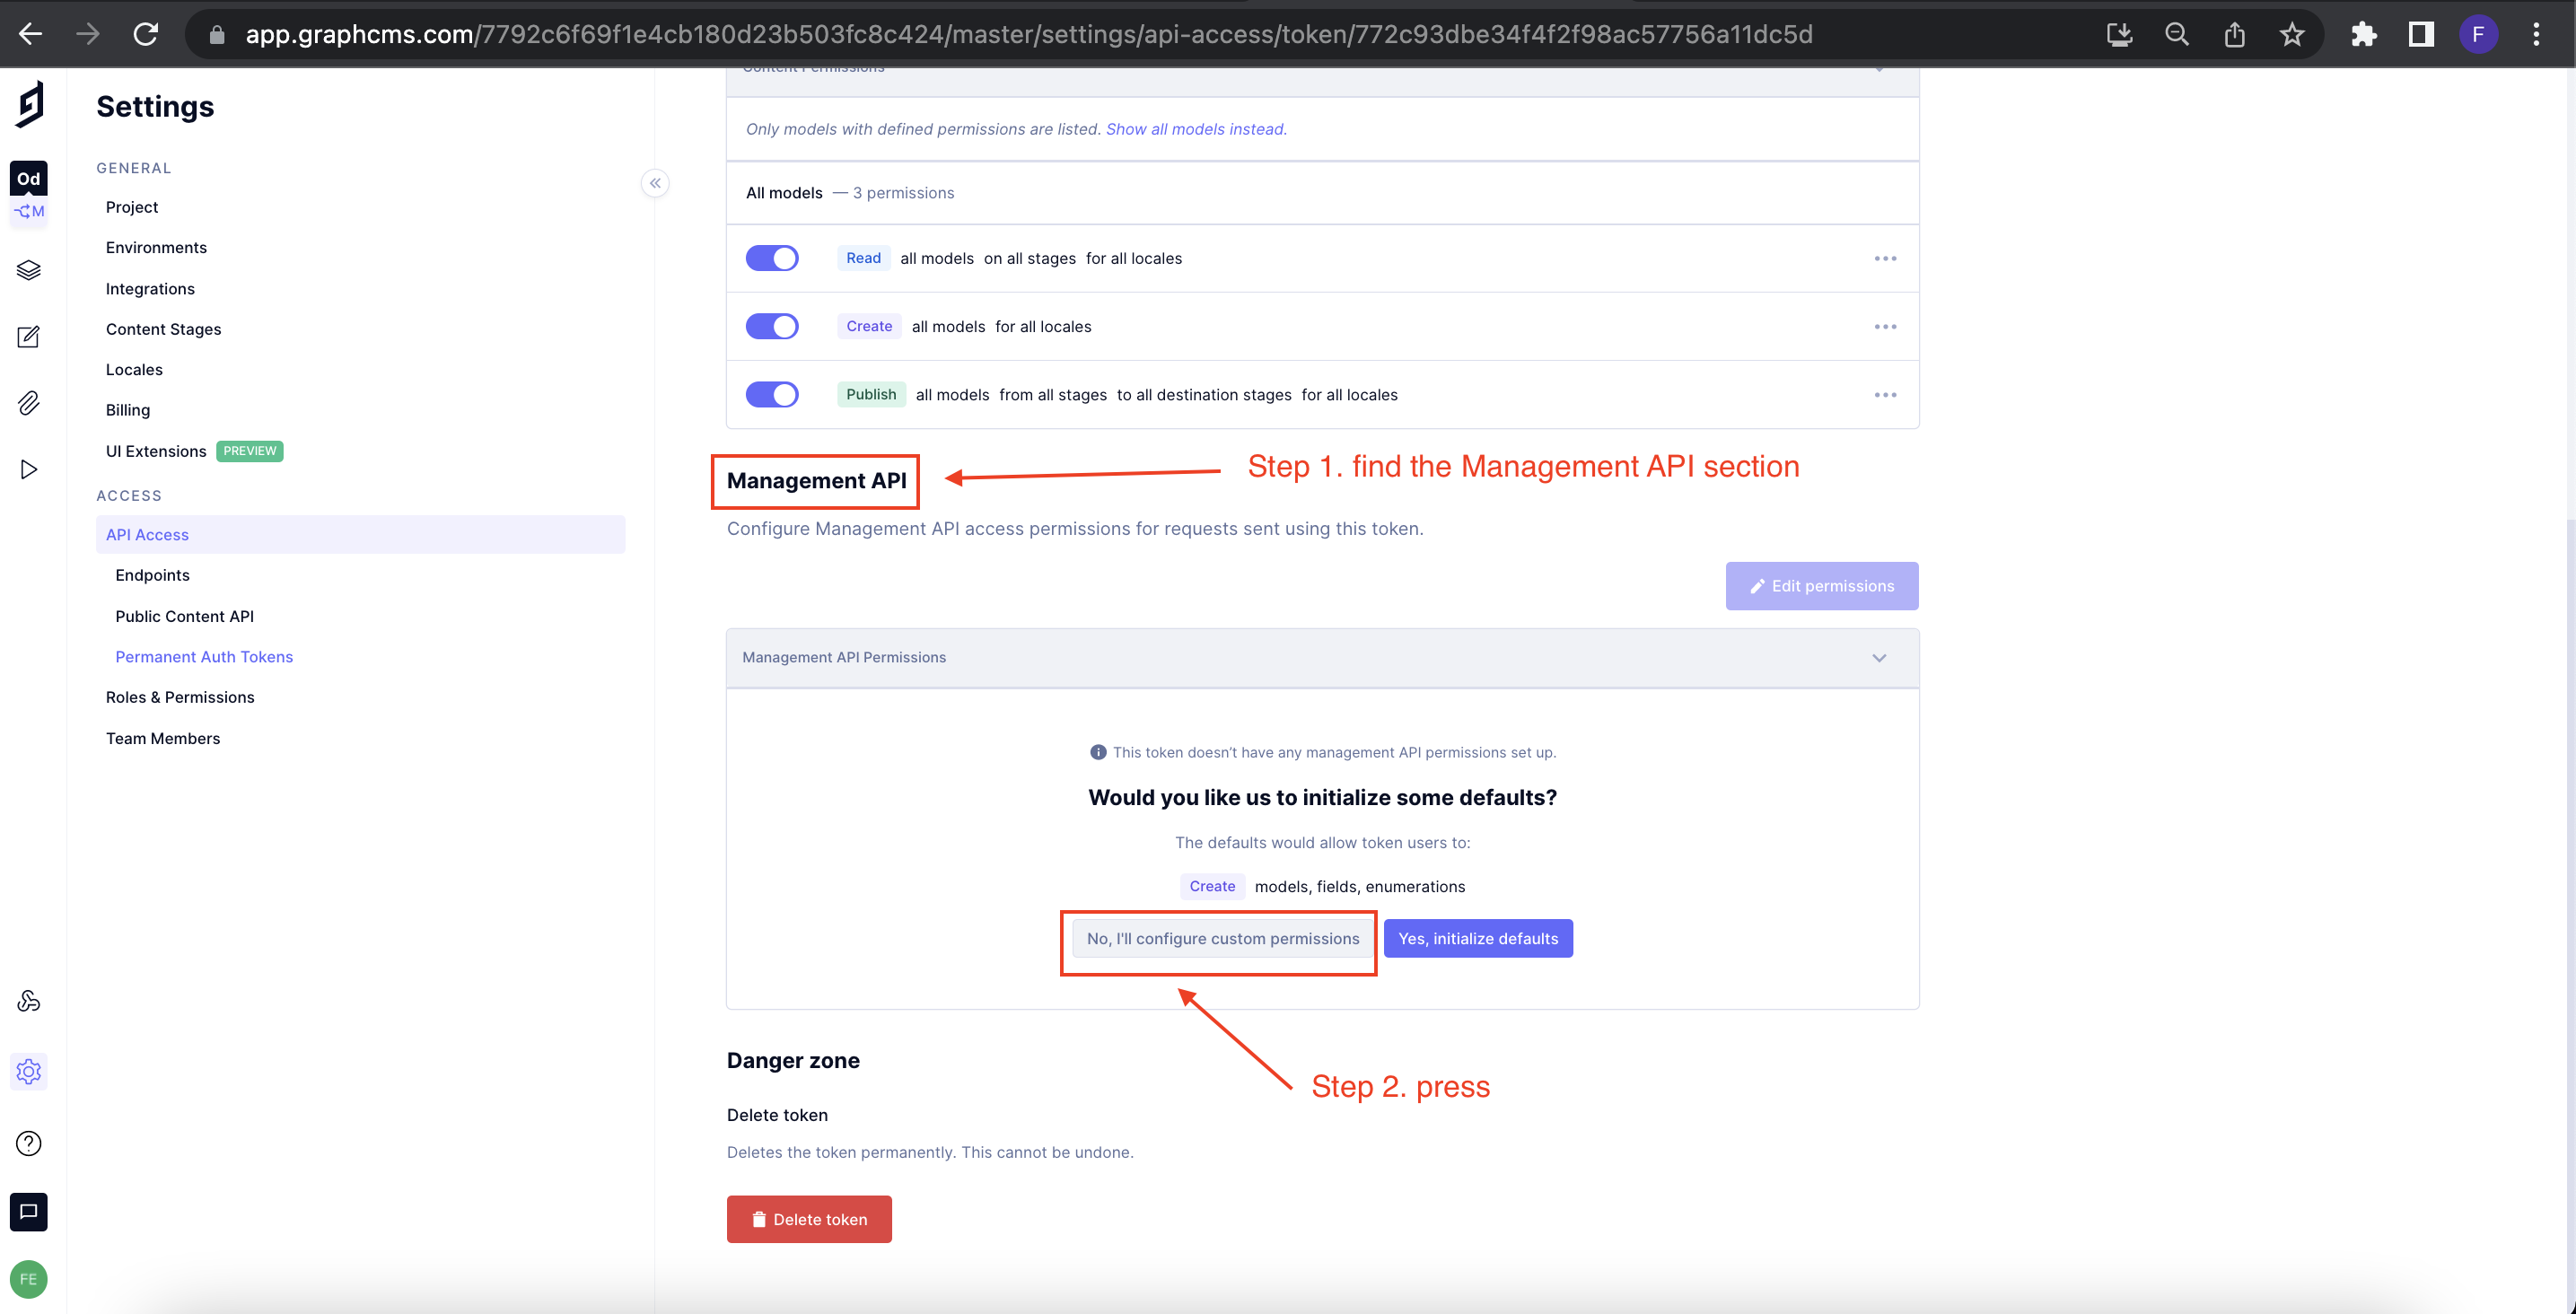 app.graphcms.com/7792c6f69f1e4cb180d23b503fc8c424/master/settings/api-access/token/772c93dbe34f4f2f98ac57756a11dc5d
F
Settings
Od
M
GENERAL
Project
Environments
Integrations
Content Stages
Locales
Billing
UI Extensions PREVIEW
ACCESS
API Access
Endpoints
Public Content API
Permanent Auth Tokens
Roles & Permissions
Team Members
FE
Content Permissions
Only models with defined permissions are listed. Show all models instead.
All models — 3 permissions
Read all models on all stages for all locales
Create all models for all locales
Publish all models from all stages to all destination stages for all locales
Management API
Step 1. find the Management API section
Configure Management API access permissions for requests sent using this token.
Edit permissions
Management API Permissions
This token doesn't have any management API permissions set up.
Would you like us to initialize some defaults?
The defaults would allow token users to:
Create models, fields, enumerations
No, I'll configure custom permissions
Yes, initialize defaults
Step 2. press
Danger zone
Delete token
Deletes the token permanently. This cannot be undone.
Delete token